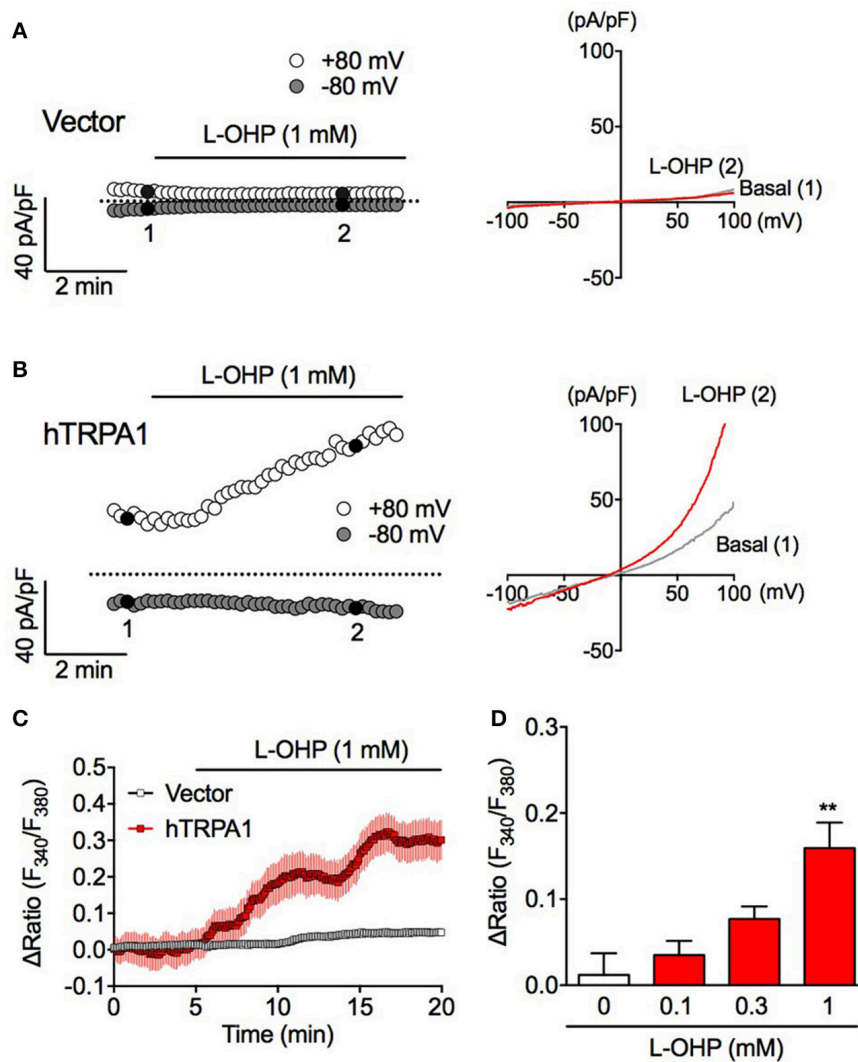 A
+80 mV
-80 mV
Vector
L-OHP (1 mM)
40 pA/pF
2 min
1
2
(pA/pF)
100
50
L-OHP (2)
Basal (1)
-100 -50 50 100 (mV)
-50
B
L-OHP (1 mM)
hTRPA1
+80 mV
-80 mV
40 pA/pF
2 min
1
2
(pA/pF)
100
L-OHP (2)
50
Basal (1)
-100 -50 50 100 (mV)
-50
C
L-OHP (1 mM)
ΔRatio (F340/F380)
0.5
0.4
0.3
0.2
0.1
0.0
-0.1
Vector
hTRPA1
0 5 10 15 20
Time (min)
D
ΔRatio (F340/F380)
0.3
0.2
0.1
0.0
**
0 0.1 0.3 1
L-OHP (mM)